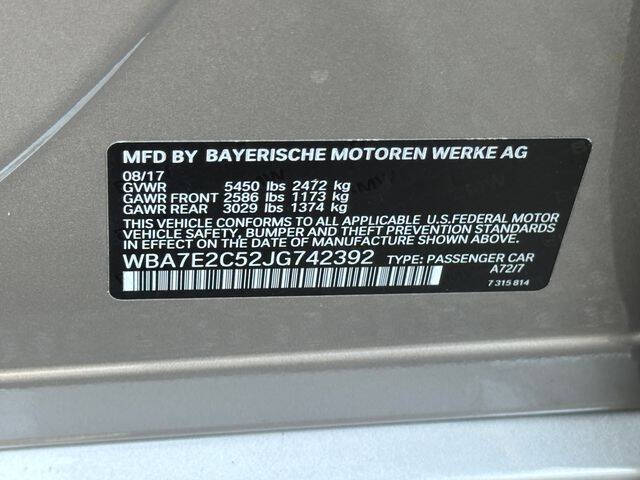 MFD BY BAYERISCHE MOTOREN WERKE AG
08/17
GVWR 5450 lbs 2472 kg
GAWR FRONT 2586 lbs 1173 kg
GAWR REAR 3029 lbs 1374 kg
THIS VEHICLE CONFORMS TO ALL APPLICABLE U.S.FEDERAL MOTOR
VEHICLE SAFETY, BUMPER AND THEFT PREVENTION STANDARDS
IN EFFECT ON THE DATE OF MANUFACTURE SHOWN ABOVE.
WBA7E2C52JG742392 TYPE: PASSENGER CAR
A72/7
7 315 814